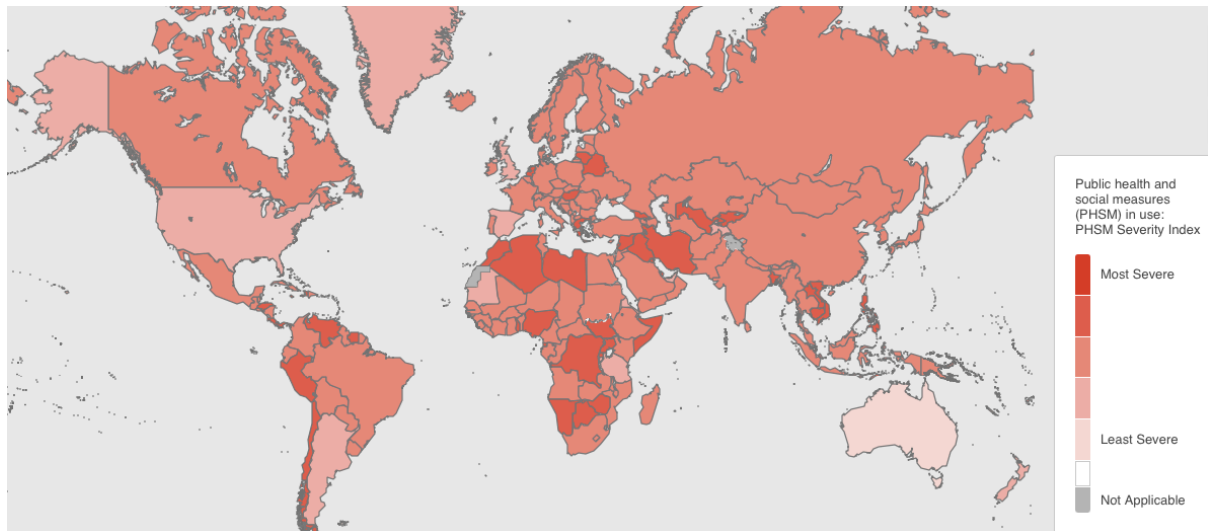 Public health and
social measures
(PHSM) in use:
PHSM Severity Index
Most Severe
Least Severe
Not Applicable